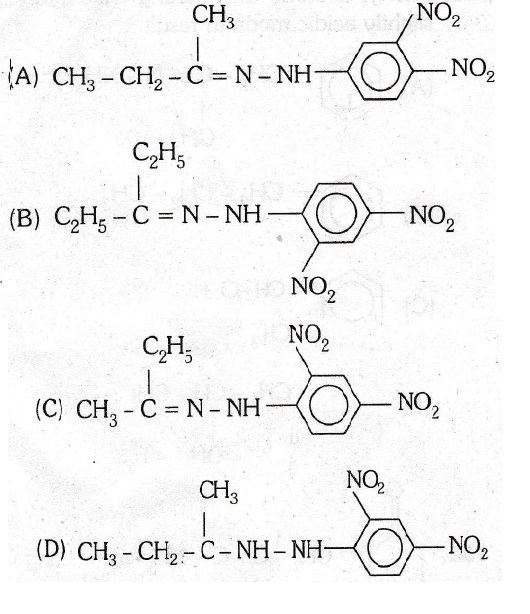 CH₃ NO₂
(A) CH₃ – CH₂ – C = N – NH – NO₂
C₂H₅
(B) C₂H₅ – C = N – NH – NO₂
NO₂
C₂H₅ NO₂
(C) CH₃ – C = N – NH – NO₂
CH₃ NO₂
(D) CH₃ – CH₂ – C – NH – NH – NO₂